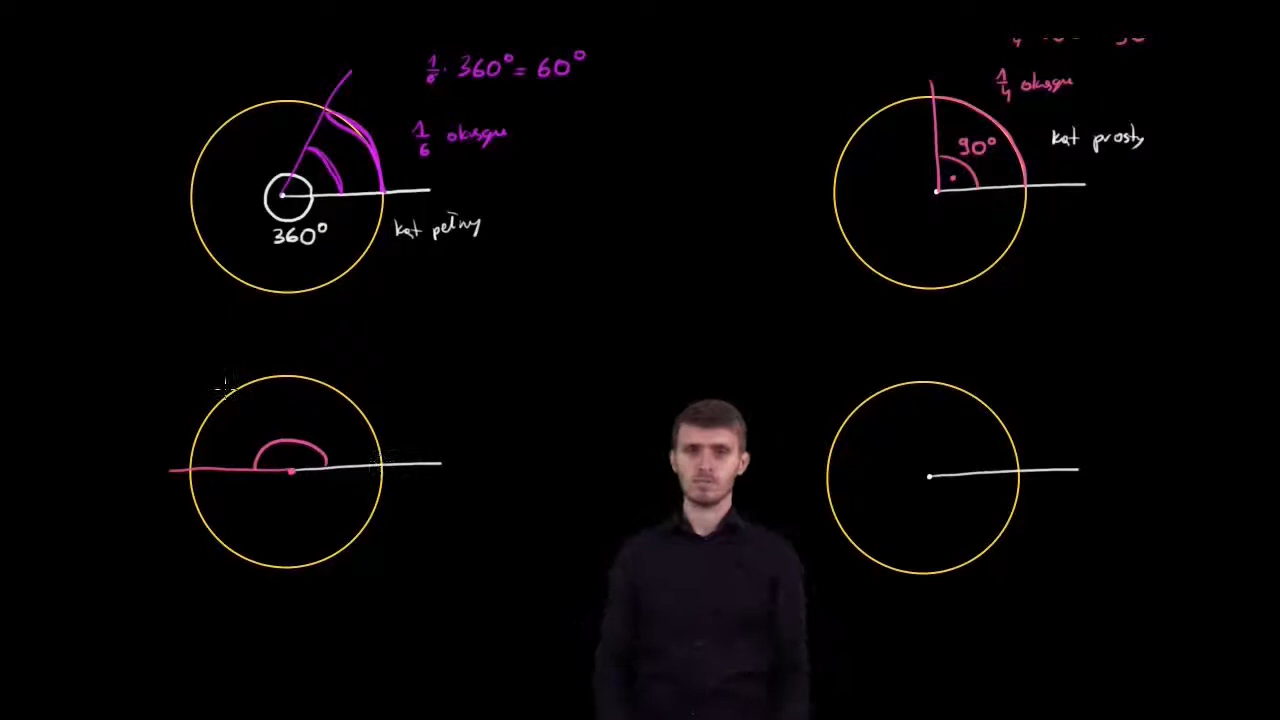 1/6 · 360° = 60°
1/6 okręgu
360°
kąt pełny
1/4 okręgu
90°
kąt prosty